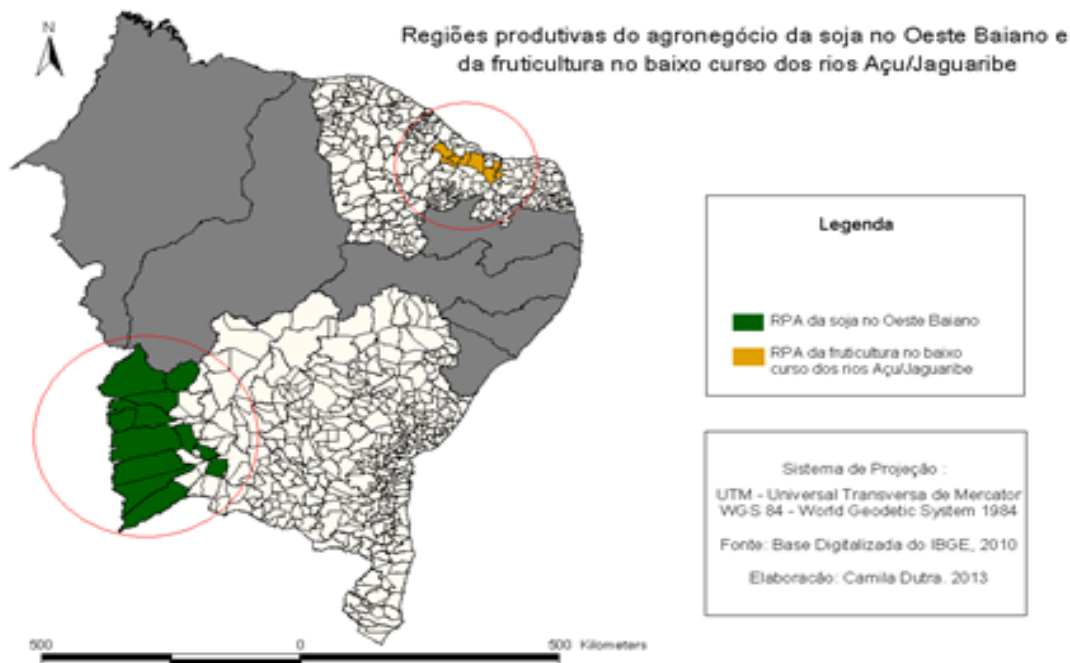 N
Regiões produtivas do agronegócio da soja no Oeste Baiano e
da fruticultura no baixo curso dos rios Açu/Jaguaribe
Legenda
RPA da soja no Oeste Baiano
RPA da fruticultura no baixo
curso dos rios Açu/Jaguaribe
Sistema de Projeção :
UTM - Universal Transversa de Mercator
WGS 84 - World Geodetic System 1984
Fonte: Base Digitalizada do IBGE, 2010
Elaboracão: Camila Dutra. 2013
500 0 500 Kilometers